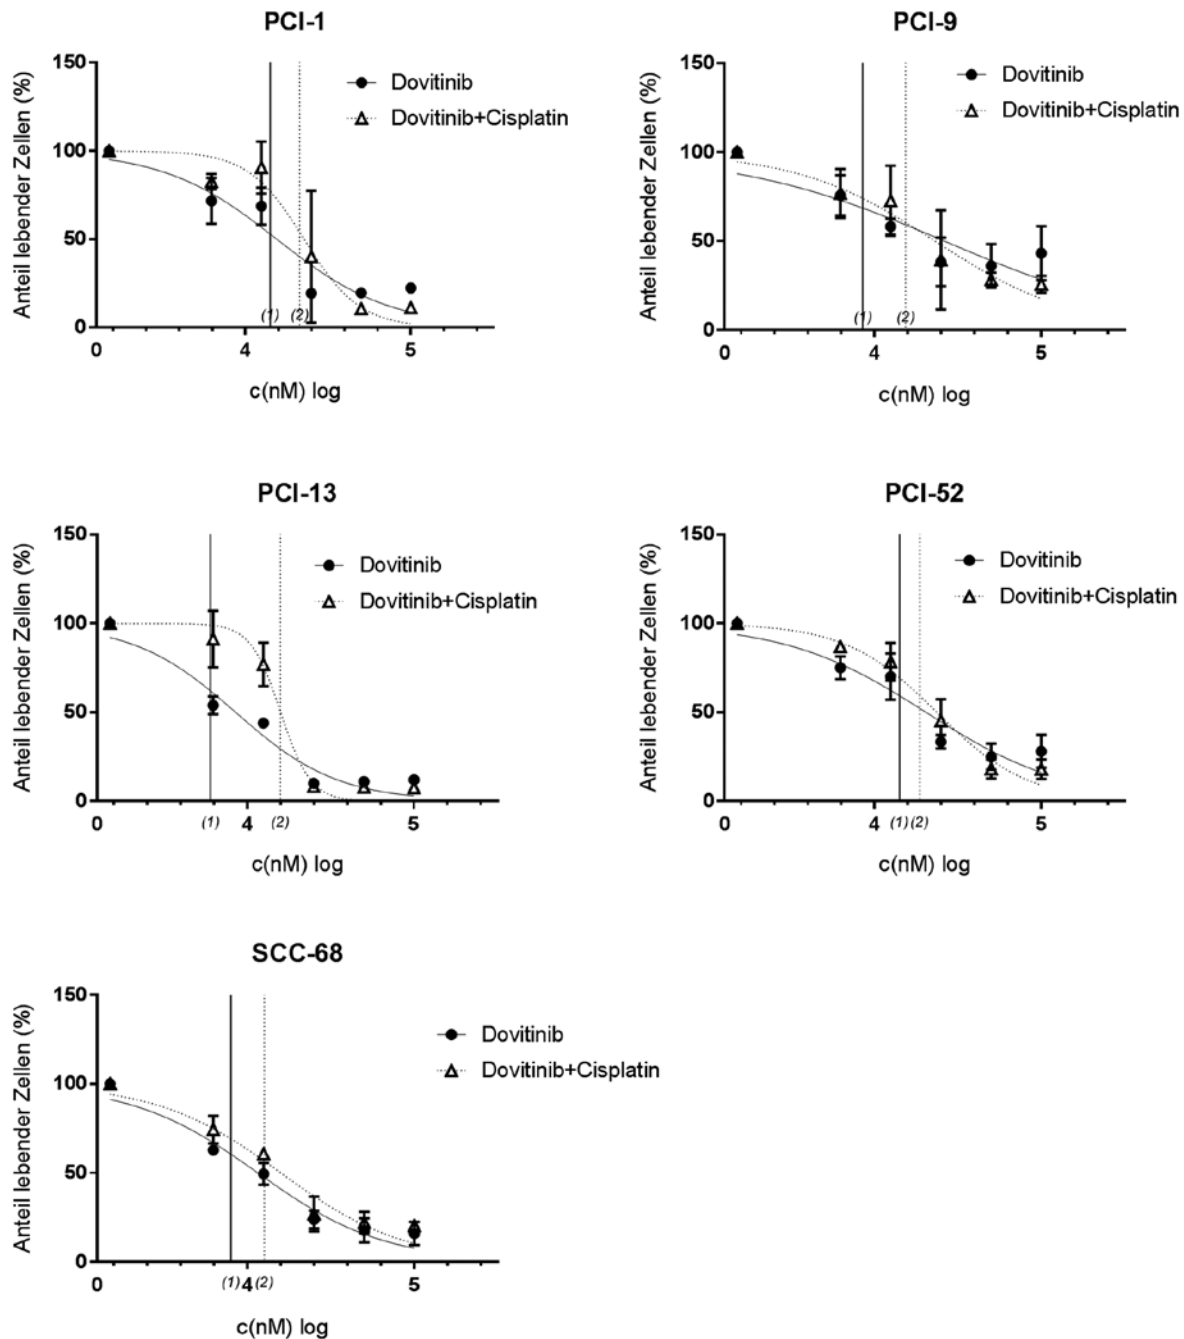 PCI-1
150
100
50
0
Anteil lebender Zellen (%)
Dovitinib
Dovitinib+Cisplatin
(1) (2)
0 4 5
c(nM) log
PCI-9
150
100
50
0
Anteil lebender Zellen (%)
Dovitinib
Dovitinib+Cisplatin
(1) (2)
0 4 5
c(nM) log
PCI-13
150
100
50
0
Anteil lebender Zellen (%)
Dovitinib
Dovitinib+Cisplatin
0 (1) 4 (2) 5
c(nM) log
PCI-52
150
100
50
0
Anteil lebender Zellen (%)
Dovitinib
Dovitinib+Cisplatin
0 4 (1) (2) 5
c(nM) log
SCC-68
150
100
50
0
Anteil lebender Zellen (%)
Dovitinib
Dovitinib+Cisplatin
0 (1) 4 (2) 5
c(nM) log